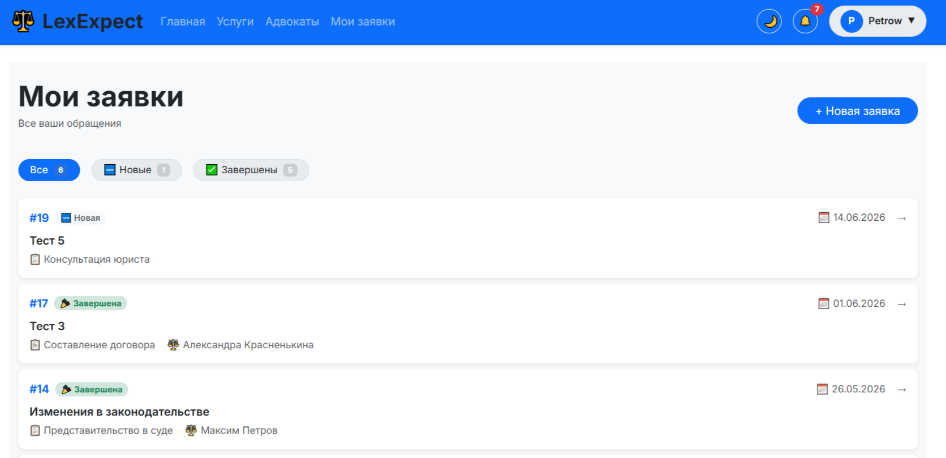 LexExpect Главная Услуги Адвокаты Мои заявки 7 P Petrow ▼
Мои заявки
+ Новая заявка
Все ваши обращения
Все 6 Новые 1 Завершены 5
#19 Новая 14.06.2026 →
Тест 5
Консультация юриста
#17 Завершена 01.06.2026 →
Тест 3
Составление договора Александра Красненькина
#14 Завершена 26.05.2026 →
Изменения в законодательстве
Представительство в суде Максим Петров